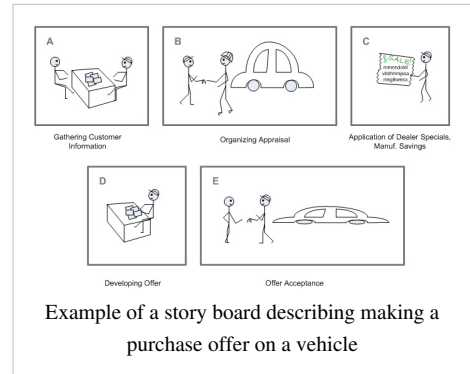 A
B
C
SALE
Gathering Customer
Information
Organizing Appraisal
Application of Dealer Specials,
Manuf. Savings
D
E
Developing Offer
Offer Acceptance
Example of a story board describing making a
purchase offer on a vehicle